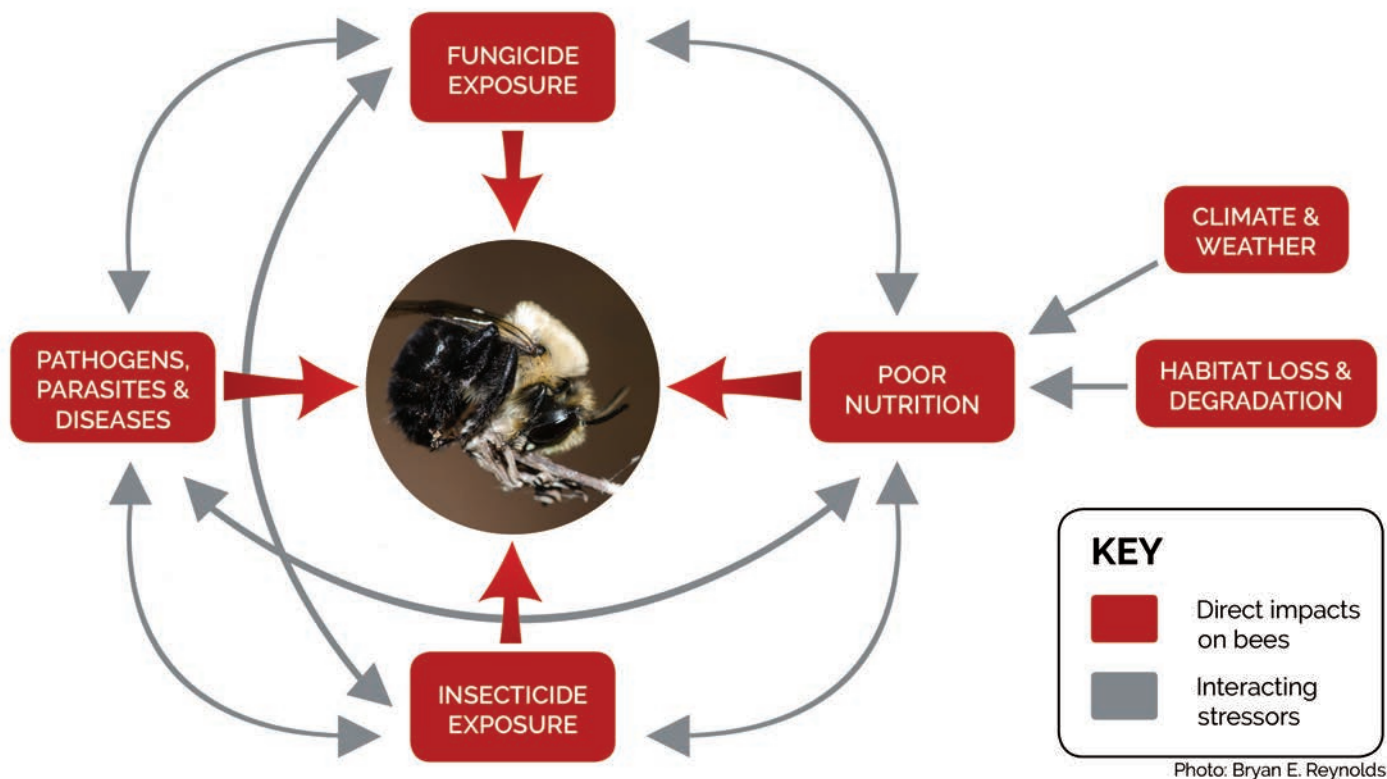 FUNGICIDE
EXPOSURE
CLIMATE &
WEATHER
PATHOGENS,
PARASITES &
DISEASES
POOR
NUTRITION
HABITAT LOSS &
DEGRADATION
INSECTICIDE
EXPOSURE
KEY
Direct impacts
on bees
Interacting
stressors
Photo: Bryan E. Reynolds